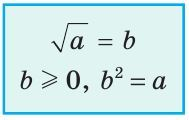 √a = b
b ⩾ 0, b² = a